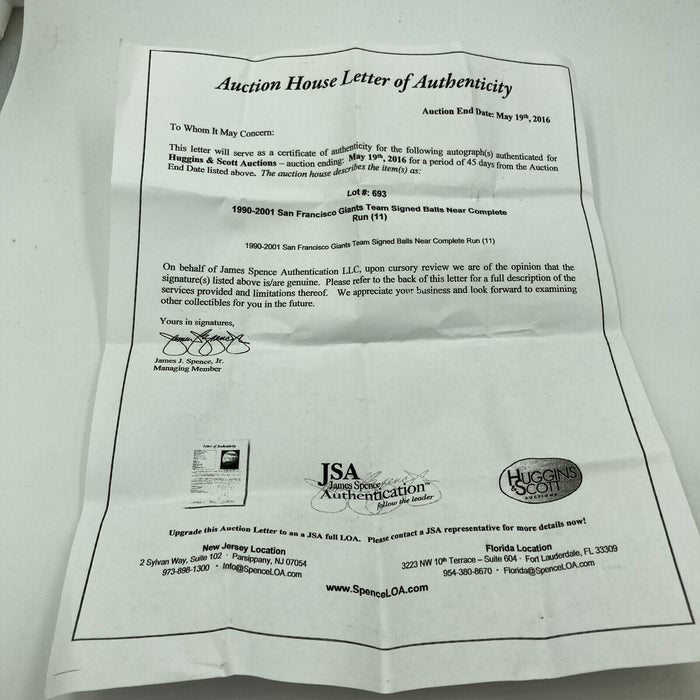 Auction House Letter of Authenticity
Auction End Date: May 19th, 2016
To Whom It May Concern:
This letter will serve as a certificate of authenticity for the following autograph(s) authenticated for
Huggins & Scott Auctions – auction ending: May 19th, 2016 for a period of 45 days from the Auction
End Date listed above. The auction house describes the item(s) as:
Lot #: 693
1990-2001 San Francisco Giants Team Signed Balls Near Complete
Run (11)
1990-2001 San Francisco Giants Team Signed Balls Near Complete Run (11)
On behalf of James Spence Authentication LLC, upon cursory review we are of the opinion that the
signature(s) listed above is/are genuine. Please refer to the back of this letter for a full description of the
services provided and limitations thereof. We appreciate your business and look forward to examining
other collectibles for you in the future.
Yours in signatures,
James J. Spence, Jr.
Managing Member
Letter of Authenticity
JSA
James Spence
Authentication™
follow the leader
HUGGINS
& SCOTT
AUCTIONS
Upgrade this Auction Letter to an a JSA full LOA. Please contact a JSA representative for more details now!
New Jersey Location
2 Sylvan Way, Suite 102 · Parsippany, NJ 07054
973-898-1300 · Info@SpenceLOA.com
Florida Location
3223 NW 10th Terrace – Suite 604 · Fort Lauderdale, FL 33309
954-380-8670 · Florida@SpenceLOA.com
www.SpenceLOA.com